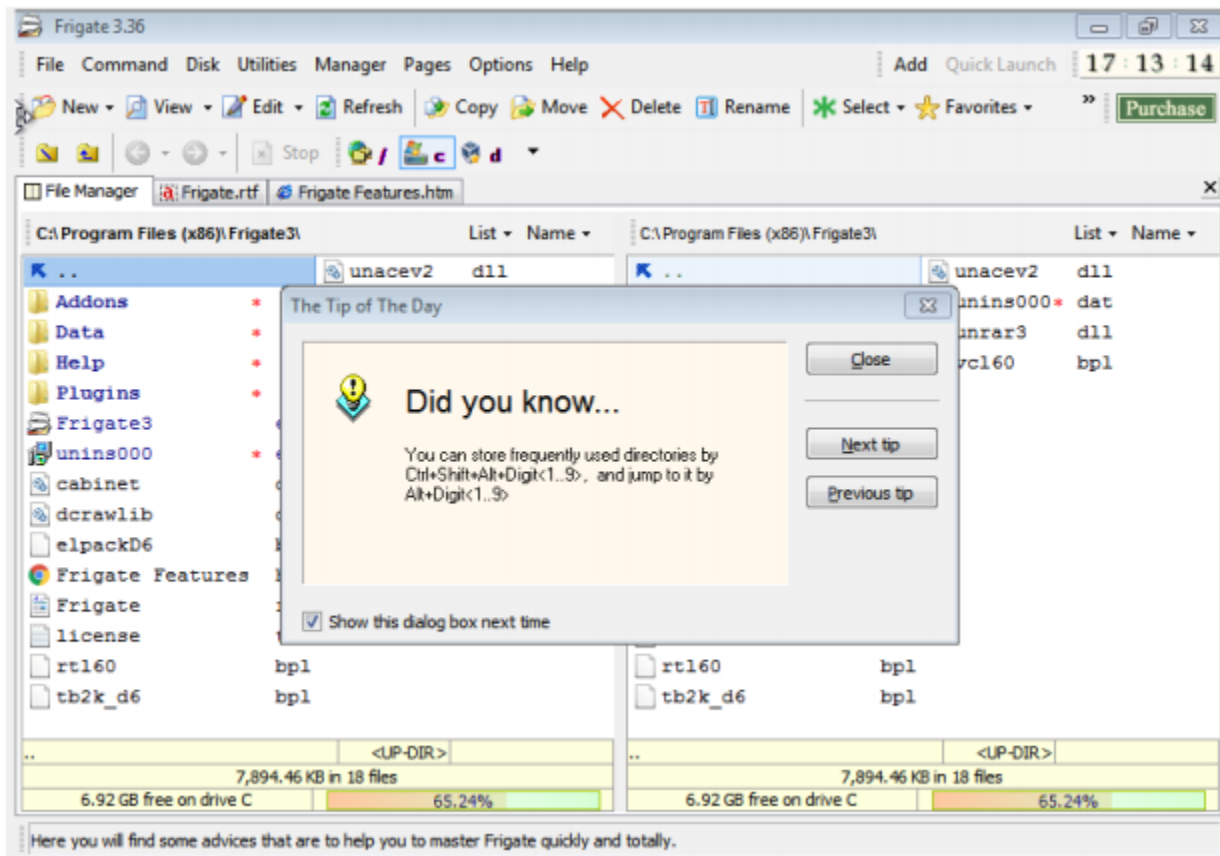 Frigate 3.36
File Command Disk Utilities Manager Pages Options Help Add Quick Launch 17:13:14
New View Edit Refresh Copy Move Delete Rename Select Favorites » Purchase
Stop / c d
File Manager Frigate.rtf Frigate Features.htm
C:\Program Files (x86)\Frigate3\ List Name C:\Program Files (x86)\Frigate3\ List Name
.. unacev2 dll .. unacev2 dll
Addons *
Data *
Help *
Plugins *
Frigate3
unins000 *
cabinet
dcrawlib
elpackD6
Frigate Features
Frigate
license
rtl60 bpl
tb2k_d6 bpl
unins000* dat
unrar3 dll
vcl60 bpl
rtl60 bpl
tb2k_d6 bpl
The Tip of The Day
Did you know...
You can store frequently used directories by
Ctrl+Shift+Alt+Digit<1..9>, and jump to it by
Alt+Digit<1..9>
Close
Next tip
Previous tip
Show this dialog box next time
.. <UP-DIR> .. <UP-DIR>
7,894.46 KB in 18 files 7,894.46 KB in 18 files
6.92 GB free on drive C 65.24% 6.92 GB free on drive C 65.24%
Here you will find some advices that are to help you to master Frigate quickly and totally.